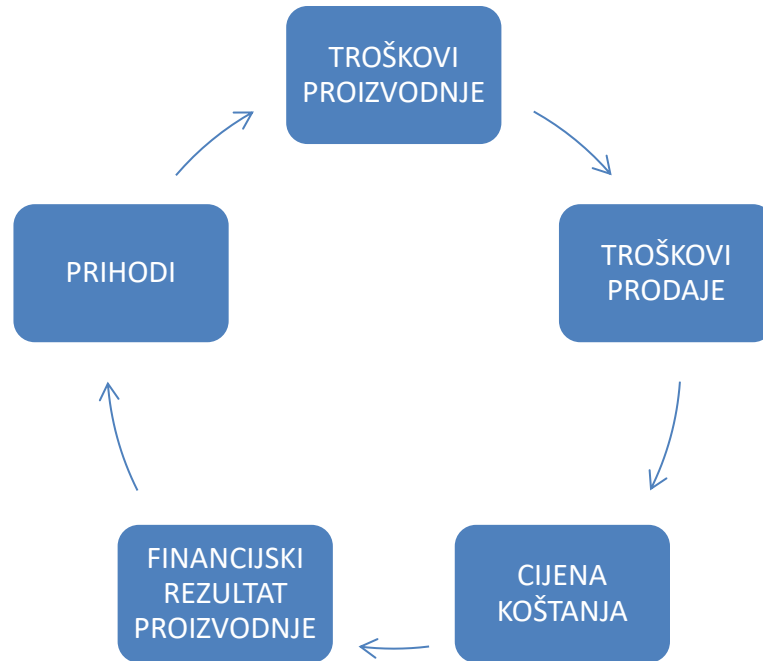 TROŠKOVI
PROIZVODNJE
TROŠKOVI
PRODAJE
CIJENA
KOŠTANJA
FINANCIJSKI
REZULTAT
PROIZVODNJE
PRIHODI